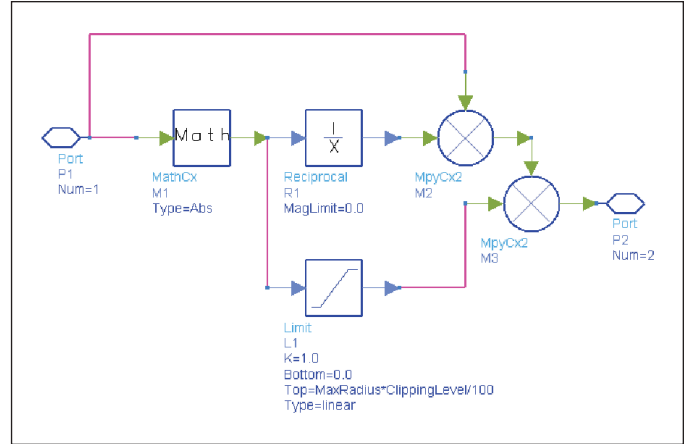 Math
1
X
Port
P1
Num=1
MathCx
M1
Type=Abs
Reciprocal
R1
MagLimit=0.0
MpyCx2
M2
MpyCx2
M3
Port
P2
Num=2
Limit
L1
K=1.0
Bottom=0.0
Top=MaxRadius*ClippingLevel/100
Type=linear